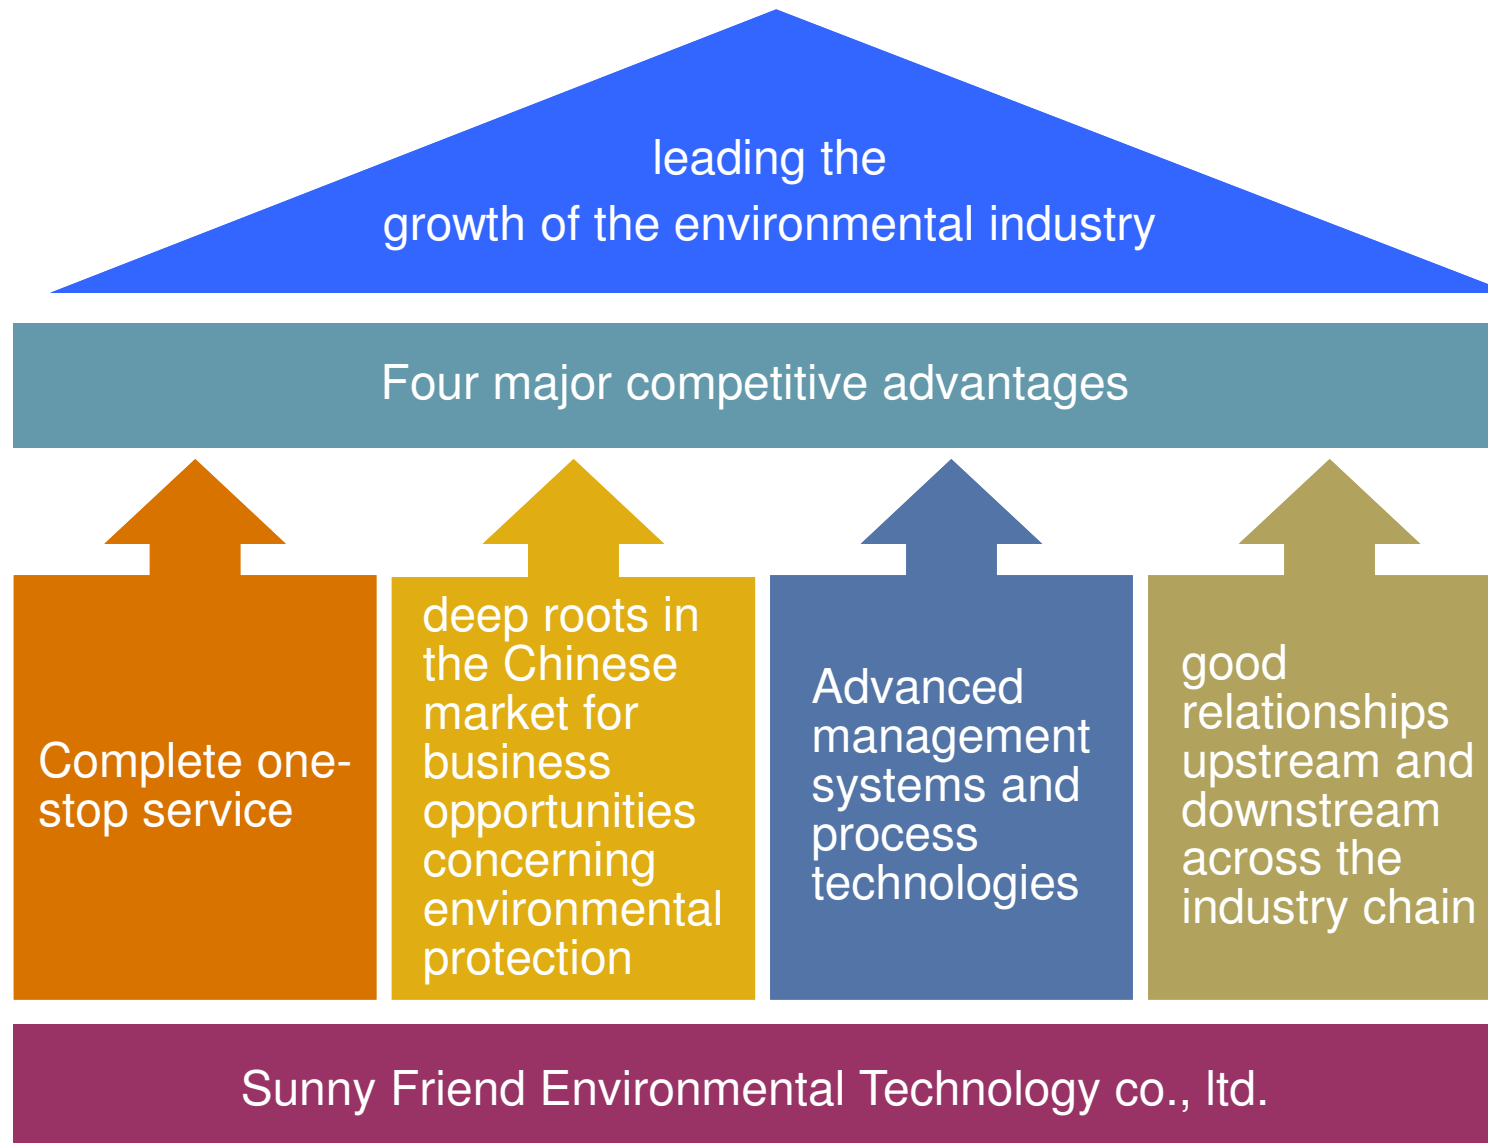 leading the
growth of the environmental industry
Four major competitive advantages
Complete one-
stop service
deep roots in
the Chinese
market for
business
opportunities
concerning
environmental
protection
Advanced
management
systems and
process
technologies
good
relationships
upstream and
downstream
across the
industry chain
Sunny Friend Environmental Technology co., ltd.